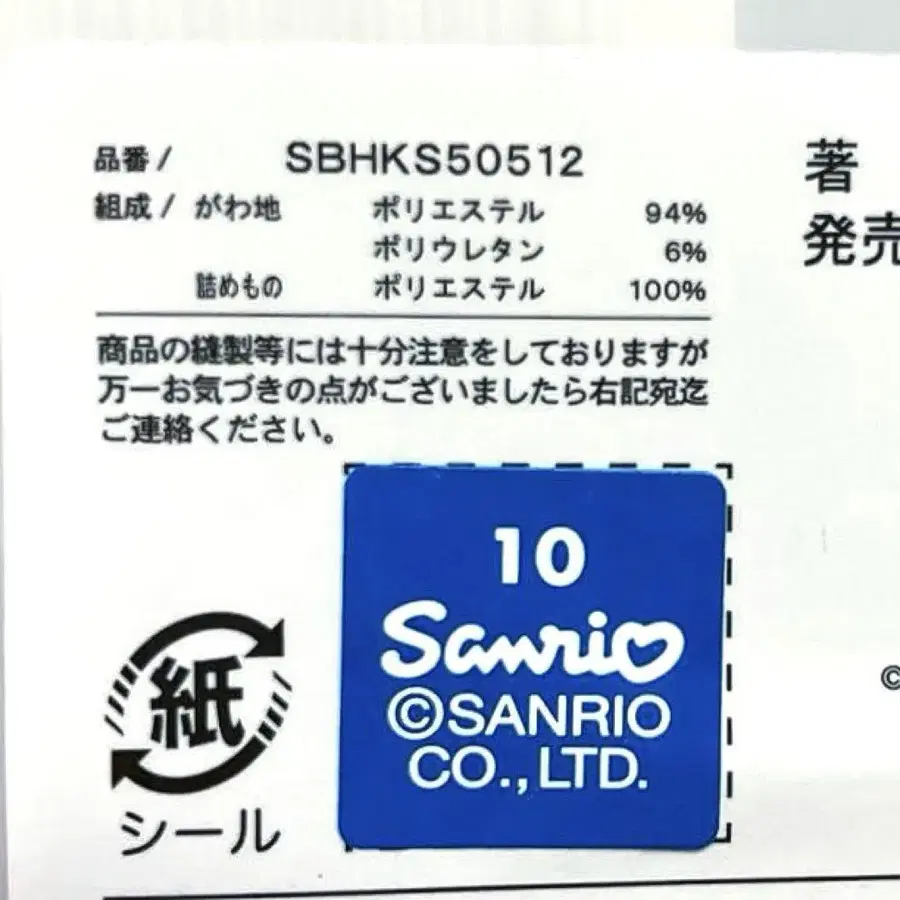 品番 / SBHKS50512
組成 / がわ地 ポリエステル 94%
ポリウレタン 6%
詰めもの ポリエステル 100%
商品の縫製等には十分注意をしておりますが
万一お気づきの点がございましたら右記宛迄
ご連絡ください。
著
発売
10
Sanrio
©SANRIO
CO.,LTD.
紙
シール
©